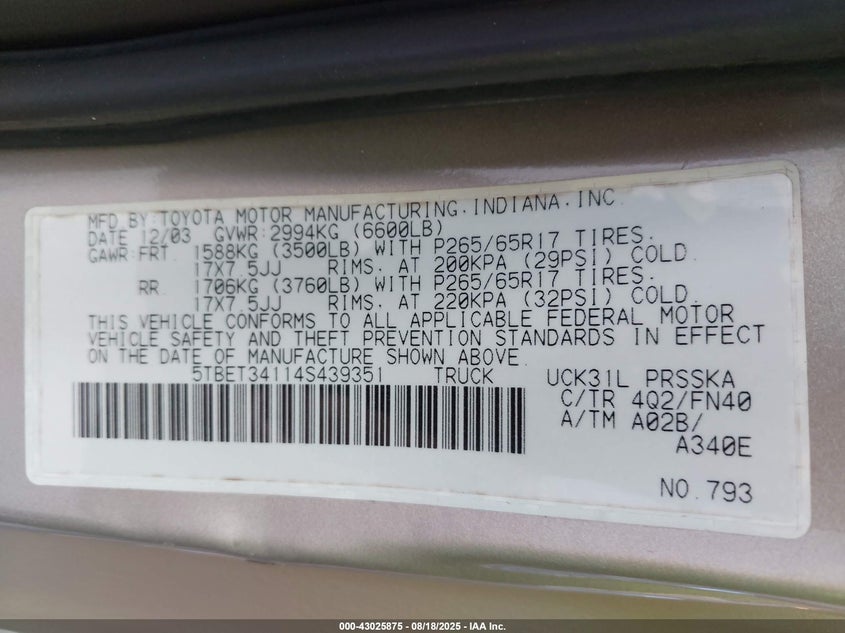 MFD.BY:TOYOTA MOTOR MANUFACTURING.INDIANA.INC.
DATE 12/03 GVWR:2994KG (6600LB)
GAWR:FRT. 1588KG (3500LB) WITH P265/65R17 TIRES.
17X7.5JJ RIMS. AT 200KPA (29PSI) COLD.
RR. 1706KG (3760LB) WITH P265/65R17 TIRES.
17X7.5JJ RIMS. AT 220KPA (32PSI) COLD.
THIS VEHICLE CONFORMS TO ALL APPLICABLE FEDERAL MOTOR
VEHICLE SAFETY AND THEFT PREVENTION STANDARDS IN EFFECT
ON THE DATE OF MANUFACTURE SHOWN ABOVE.
5TBET34114S439351 TRUCK UCK31L PRSSKA
C/TR 4Q2/FN40
A/TM A02B/
A340E
NO.793
000-43025875 - 08/18/2025 - IAA Inc.